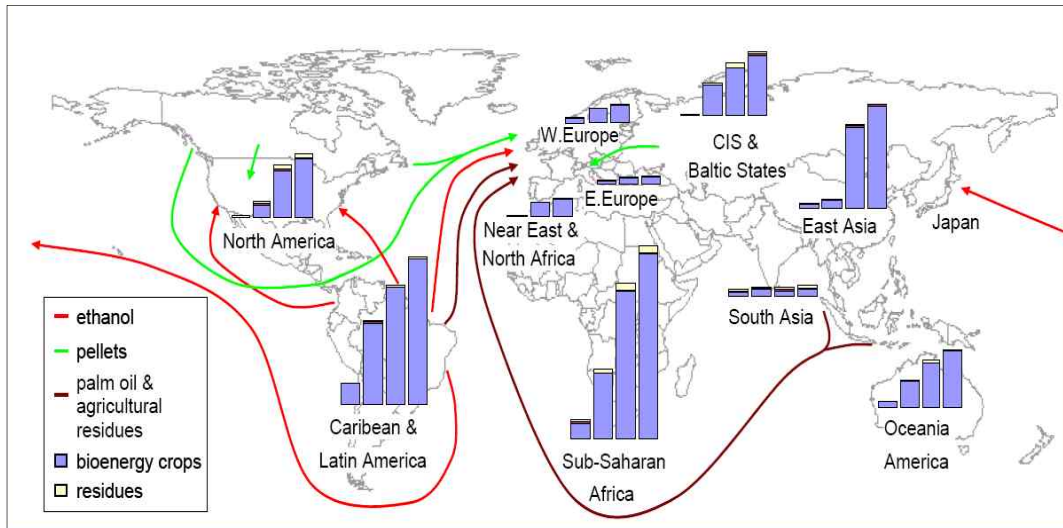 W.Europe
CIS &
Baltic States
E.Europe
East Asia
Japan
Near East &
North Africa
North America
South Asia
Caribean &
Latin America
Sub-Saharan
Africa
Oceania
America
ethanol
pellets
palm oil &
agricultural
residues
bioenergy crops
residues